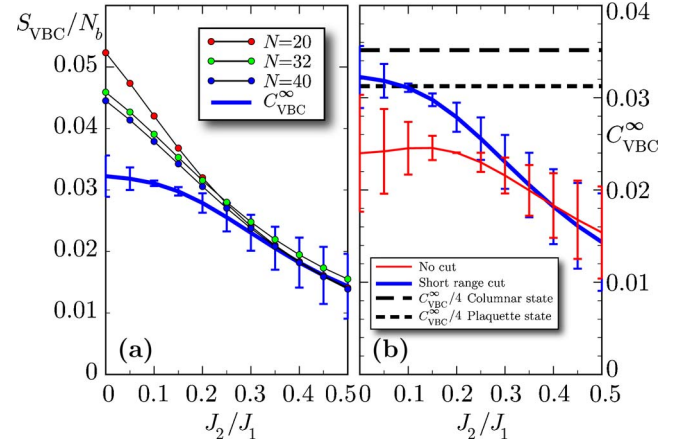 S_VBC/N_b
0.05
0.04
0.03
0.02
0.01
0
N=20
N=32
N=40
C^∞_VBC
(a)
0 0.1 0.2 0.3 0.4 0.5
J_2/J_1
0.04
0.03
C^∞_VBC
0.02
0.01
0
No cut
Short range cut
C^∞_VBC/4 Columnar state
C^∞_VBC/4 Plaquette state
(b)
0 0.1 0.2 0.3 0.4 0.5
J_2/J_1